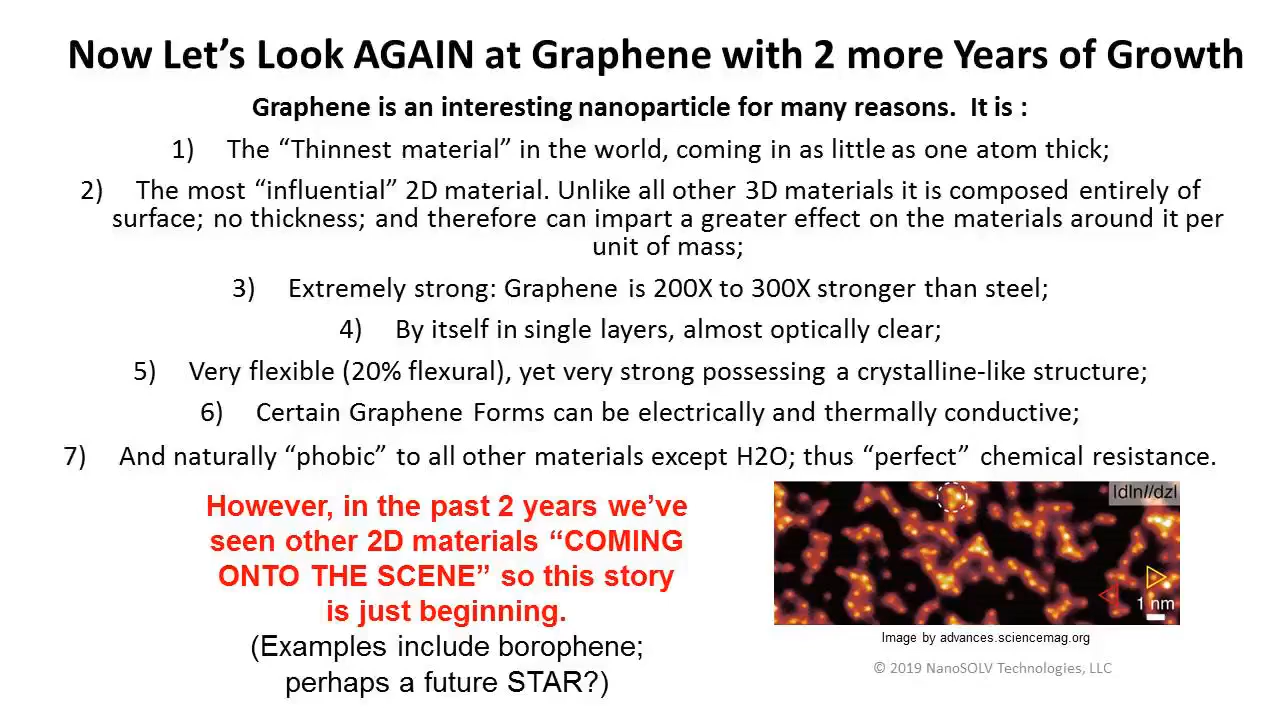 Now Let’s Look AGAIN at Graphene with 2 more Years of Growth
Graphene is an interesting nanoparticle for many reasons. It is :
1) The “Thinnest material” in the world, coming in as little as one atom thick;
2) The most “influential” 2D material. Unlike all other 3D materials it is composed entirely of
surface; no thickness; and therefore can impart a greater effect on the materials around it per
unit of mass;
3) Extremely strong: Graphene is 200X to 300X stronger than steel;
4) By itself in single layers, almost optically clear;
5) Very flexible (20% flexural), yet very strong possessing a crystalline-like structure;
6) Certain Graphene Forms can be electrically and thermally conductive;
7) And naturally “phobic” to all other materials except H2O; thus “perfect” chemical resistance.
However, in the past 2 years we’ve
seen other 2D materials “COMING
ONTO THE SCENE” so this story
is just beginning.
(Examples include borophene;
perhaps a future STAR?)
|dlnI/dz|
1 nm
Image by advances.sciencemag.org
© 2019 NanoSOLV Technologies, LLC